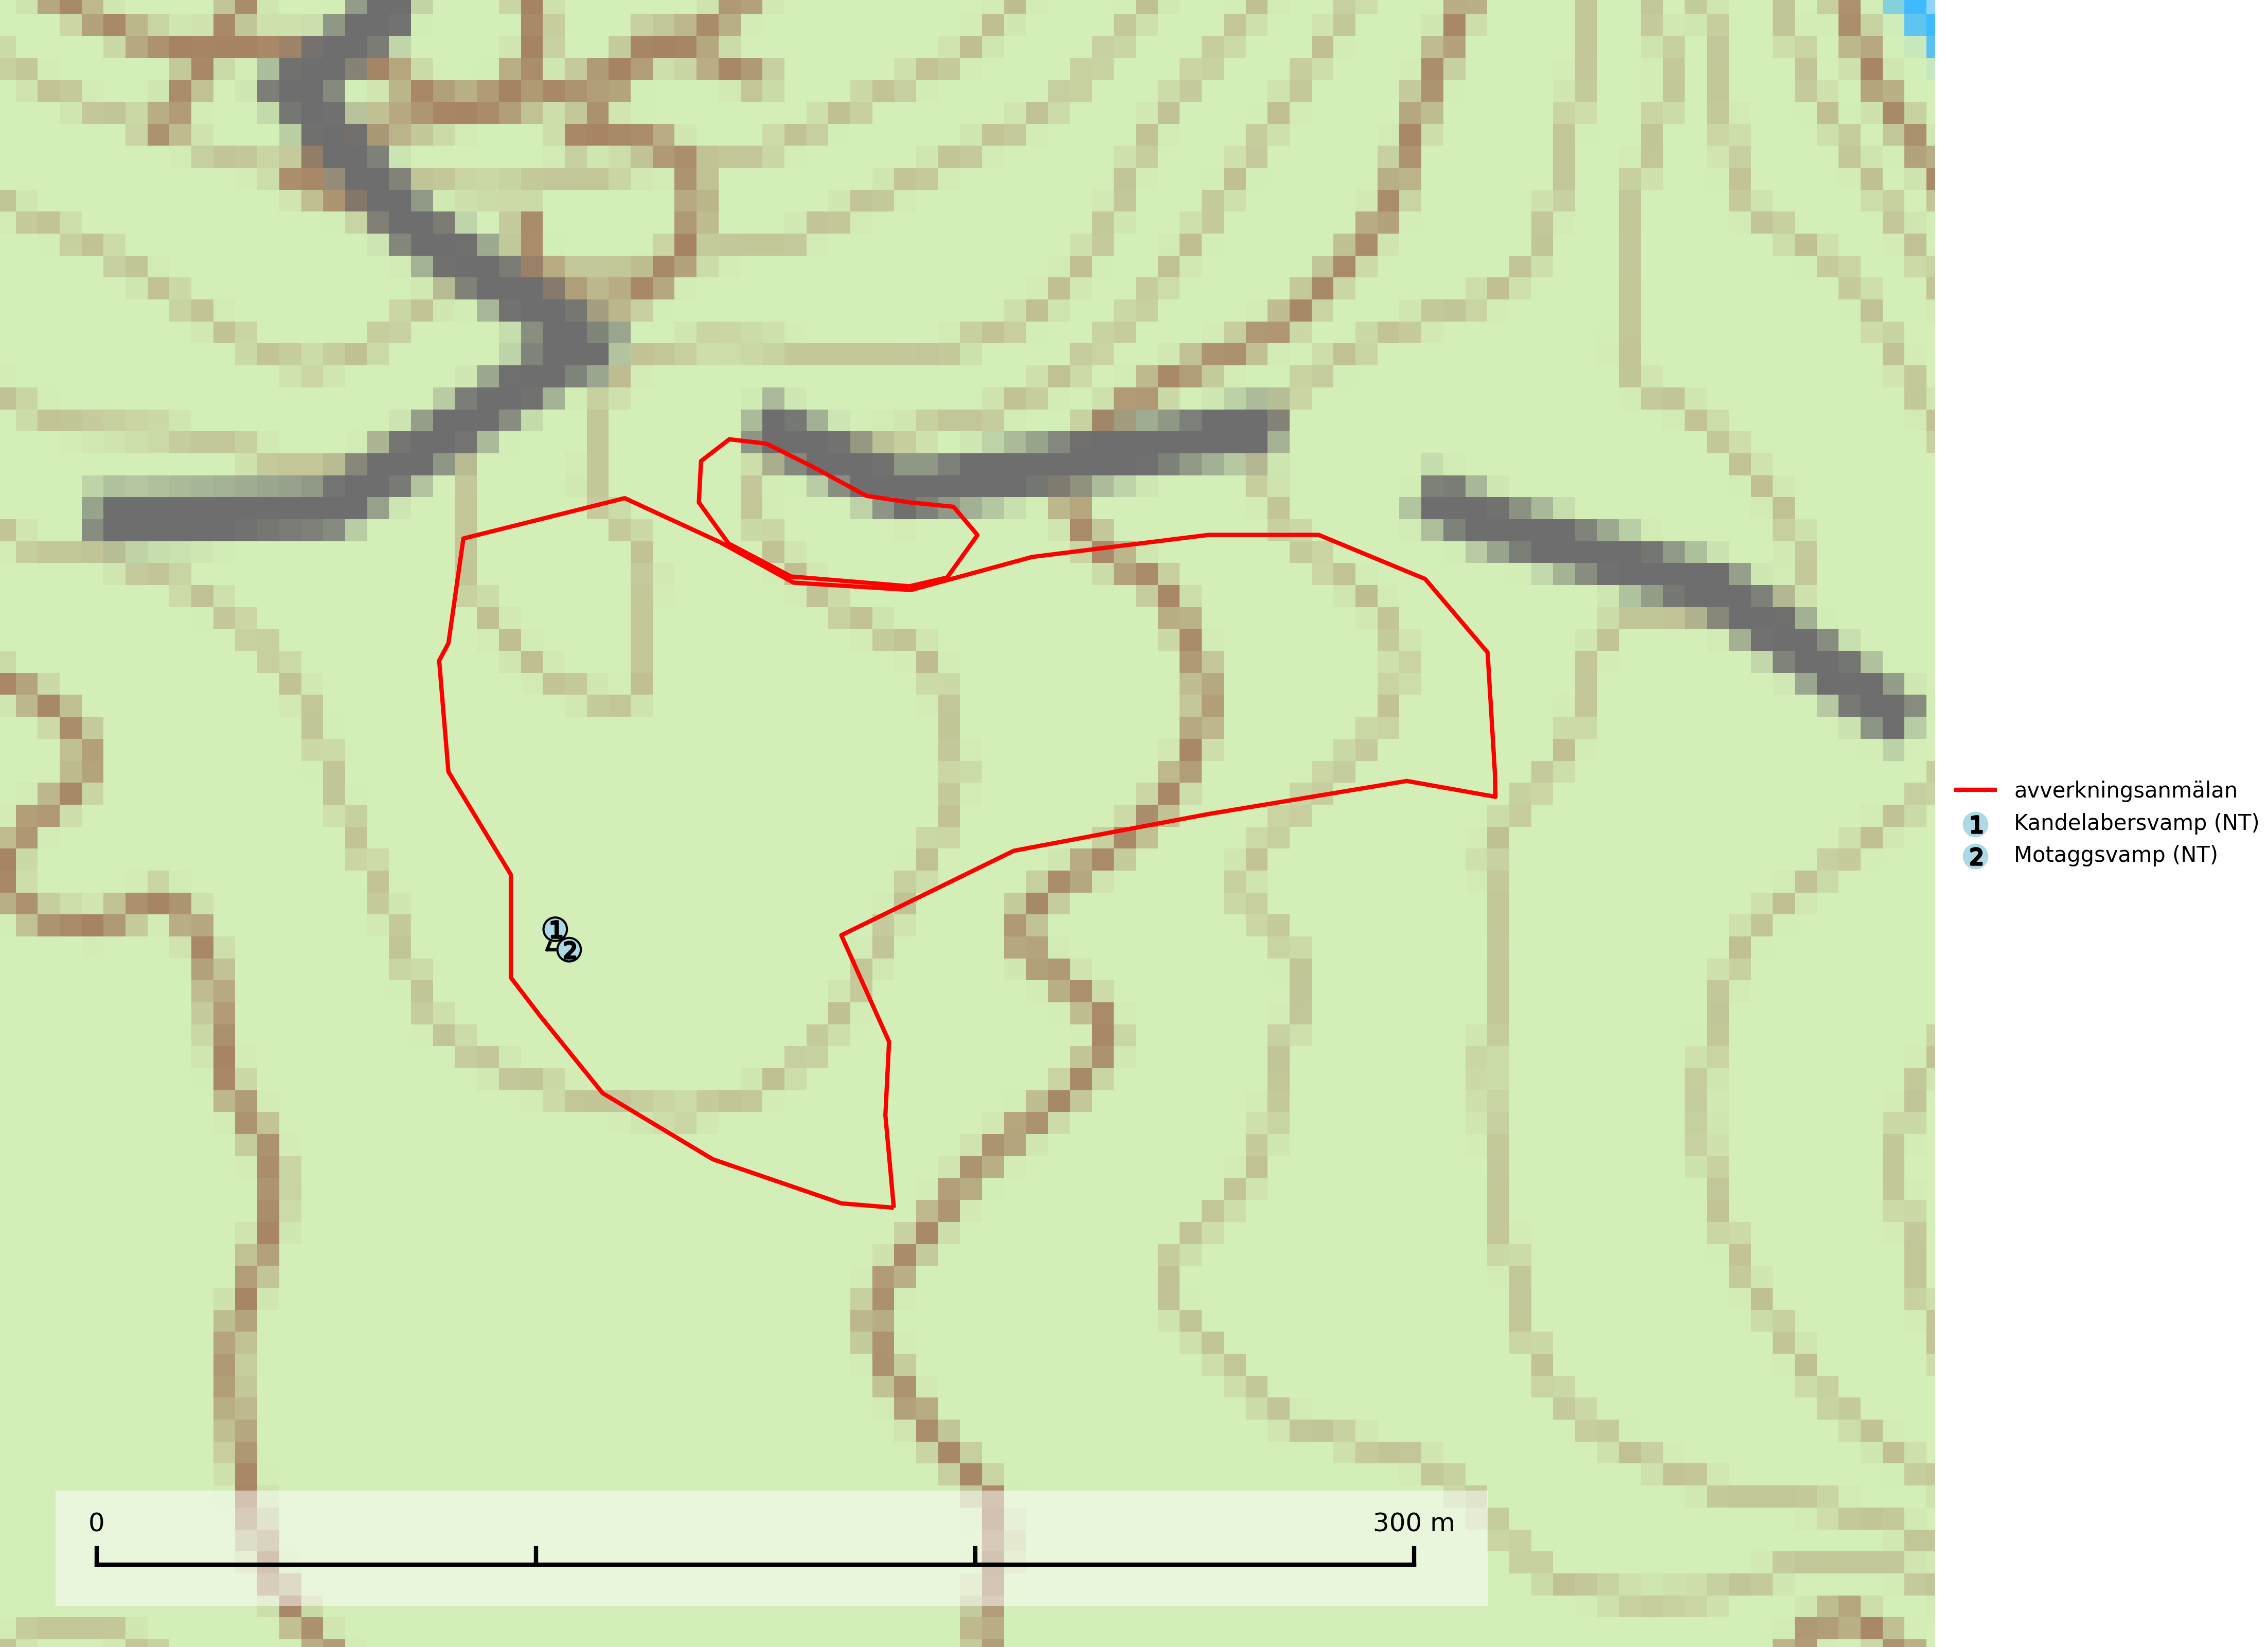 avverkningsanmälan
1 Kandelabersvamp (NT)
2 Motaggsvamp (NT)
1
2
0 300 m